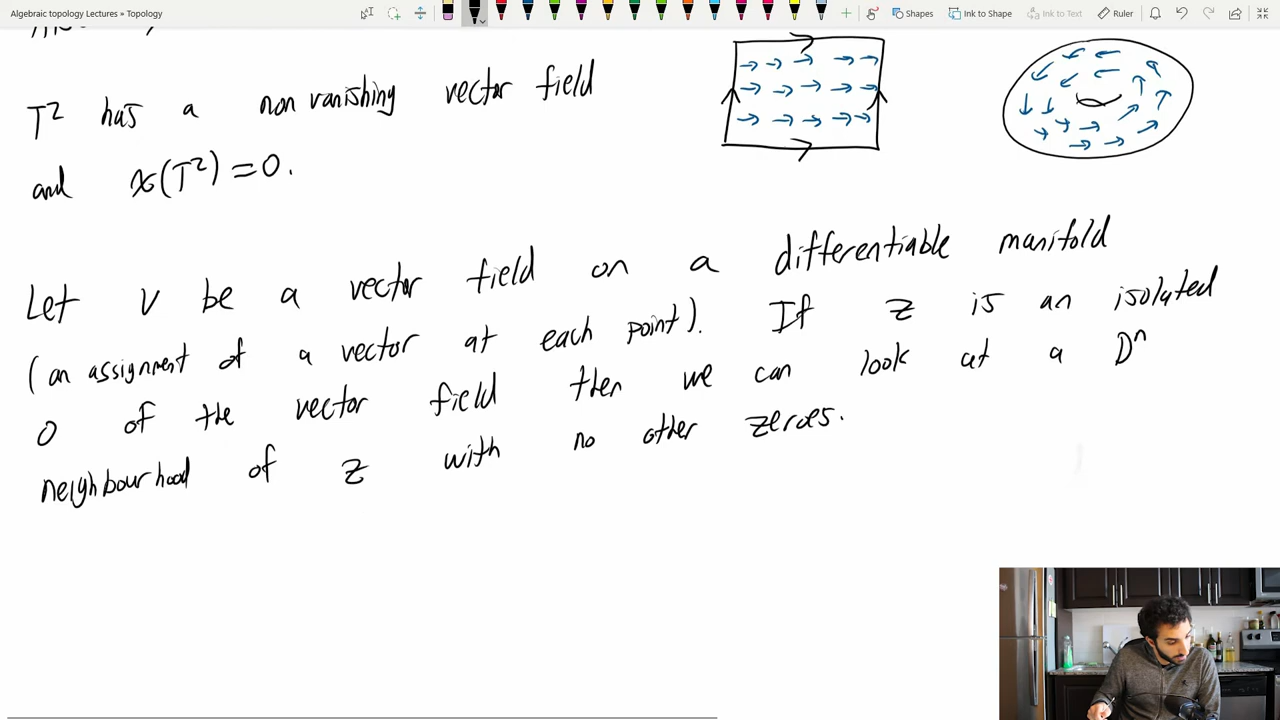 Algebraic topology Lectures » Topology
Shapes
Ink to Shape
Ink to Text
Ruler
T² has a non vanishing vector field
and χ(T²) = 0.
Let V be a vector field on a differentiable manifold
(an assignment of a vector at each point). If z is an isolated
0 of the vector field then we can look at a Dⁿ
neighbourhood of z with no other zeroes.